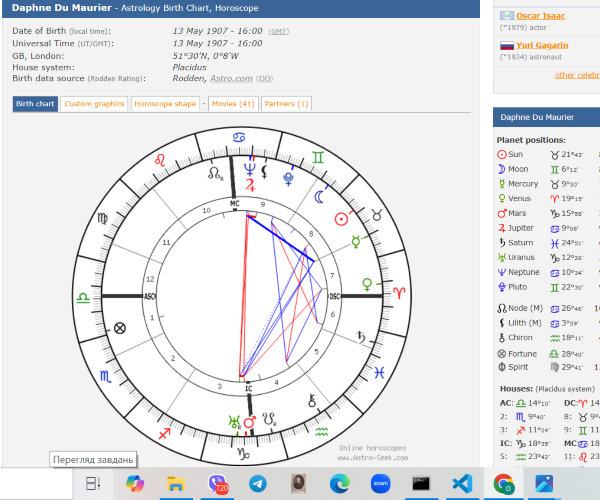 Daphne Du Maurier - Astrology Birth Chart, Horoscope
Date of Birth (local time): 13 May 1907 - 16:00 (GMT)
Universal Time (UT/GMT): 13 May 1907 - 16:00
GB, London: 51°30'N, 0°8'W
House system: Placidus
Birth data source (Rodden Rating): Rodden, Astro.com (DD)
Birth chart
Custom graphics
Horoscope shape
-
Movies (41)
Partners (1)
MC
9
10
8
11
7
12
ASC
DSC
1
6
2
5
3
4
IC
R
R
R
Online horoscopes
www.Astro-Seek.com
Перегляд завдань
720
zoom
Oscar Isaac
(*1979) actor
Yuri Gagarin
(*1934) astronaut
other celebr
Daphne Du Maurier
Planet positions:
Sun 21°43'
Moon 6°12'
Mercury 9°30'
Venus 19°15'
Mars 15°58'
Jupiter 9°08'
Saturn 24°51'
Uranus 12°26'
Neptune 10°34'
Pluto 22°30'
Node (M) 26°46'
Lilith (M) 3°59'
Chiron 18°11'
Fortune 28°40'
Spirit 29°41'
Houses: (Placidus system)
AC: 14°10' DC: 14
2: 9°40' 8: 9°
3: 11°26' 9: 11
IC: 18°35' MC: 18
5: 23°42' 11: 23